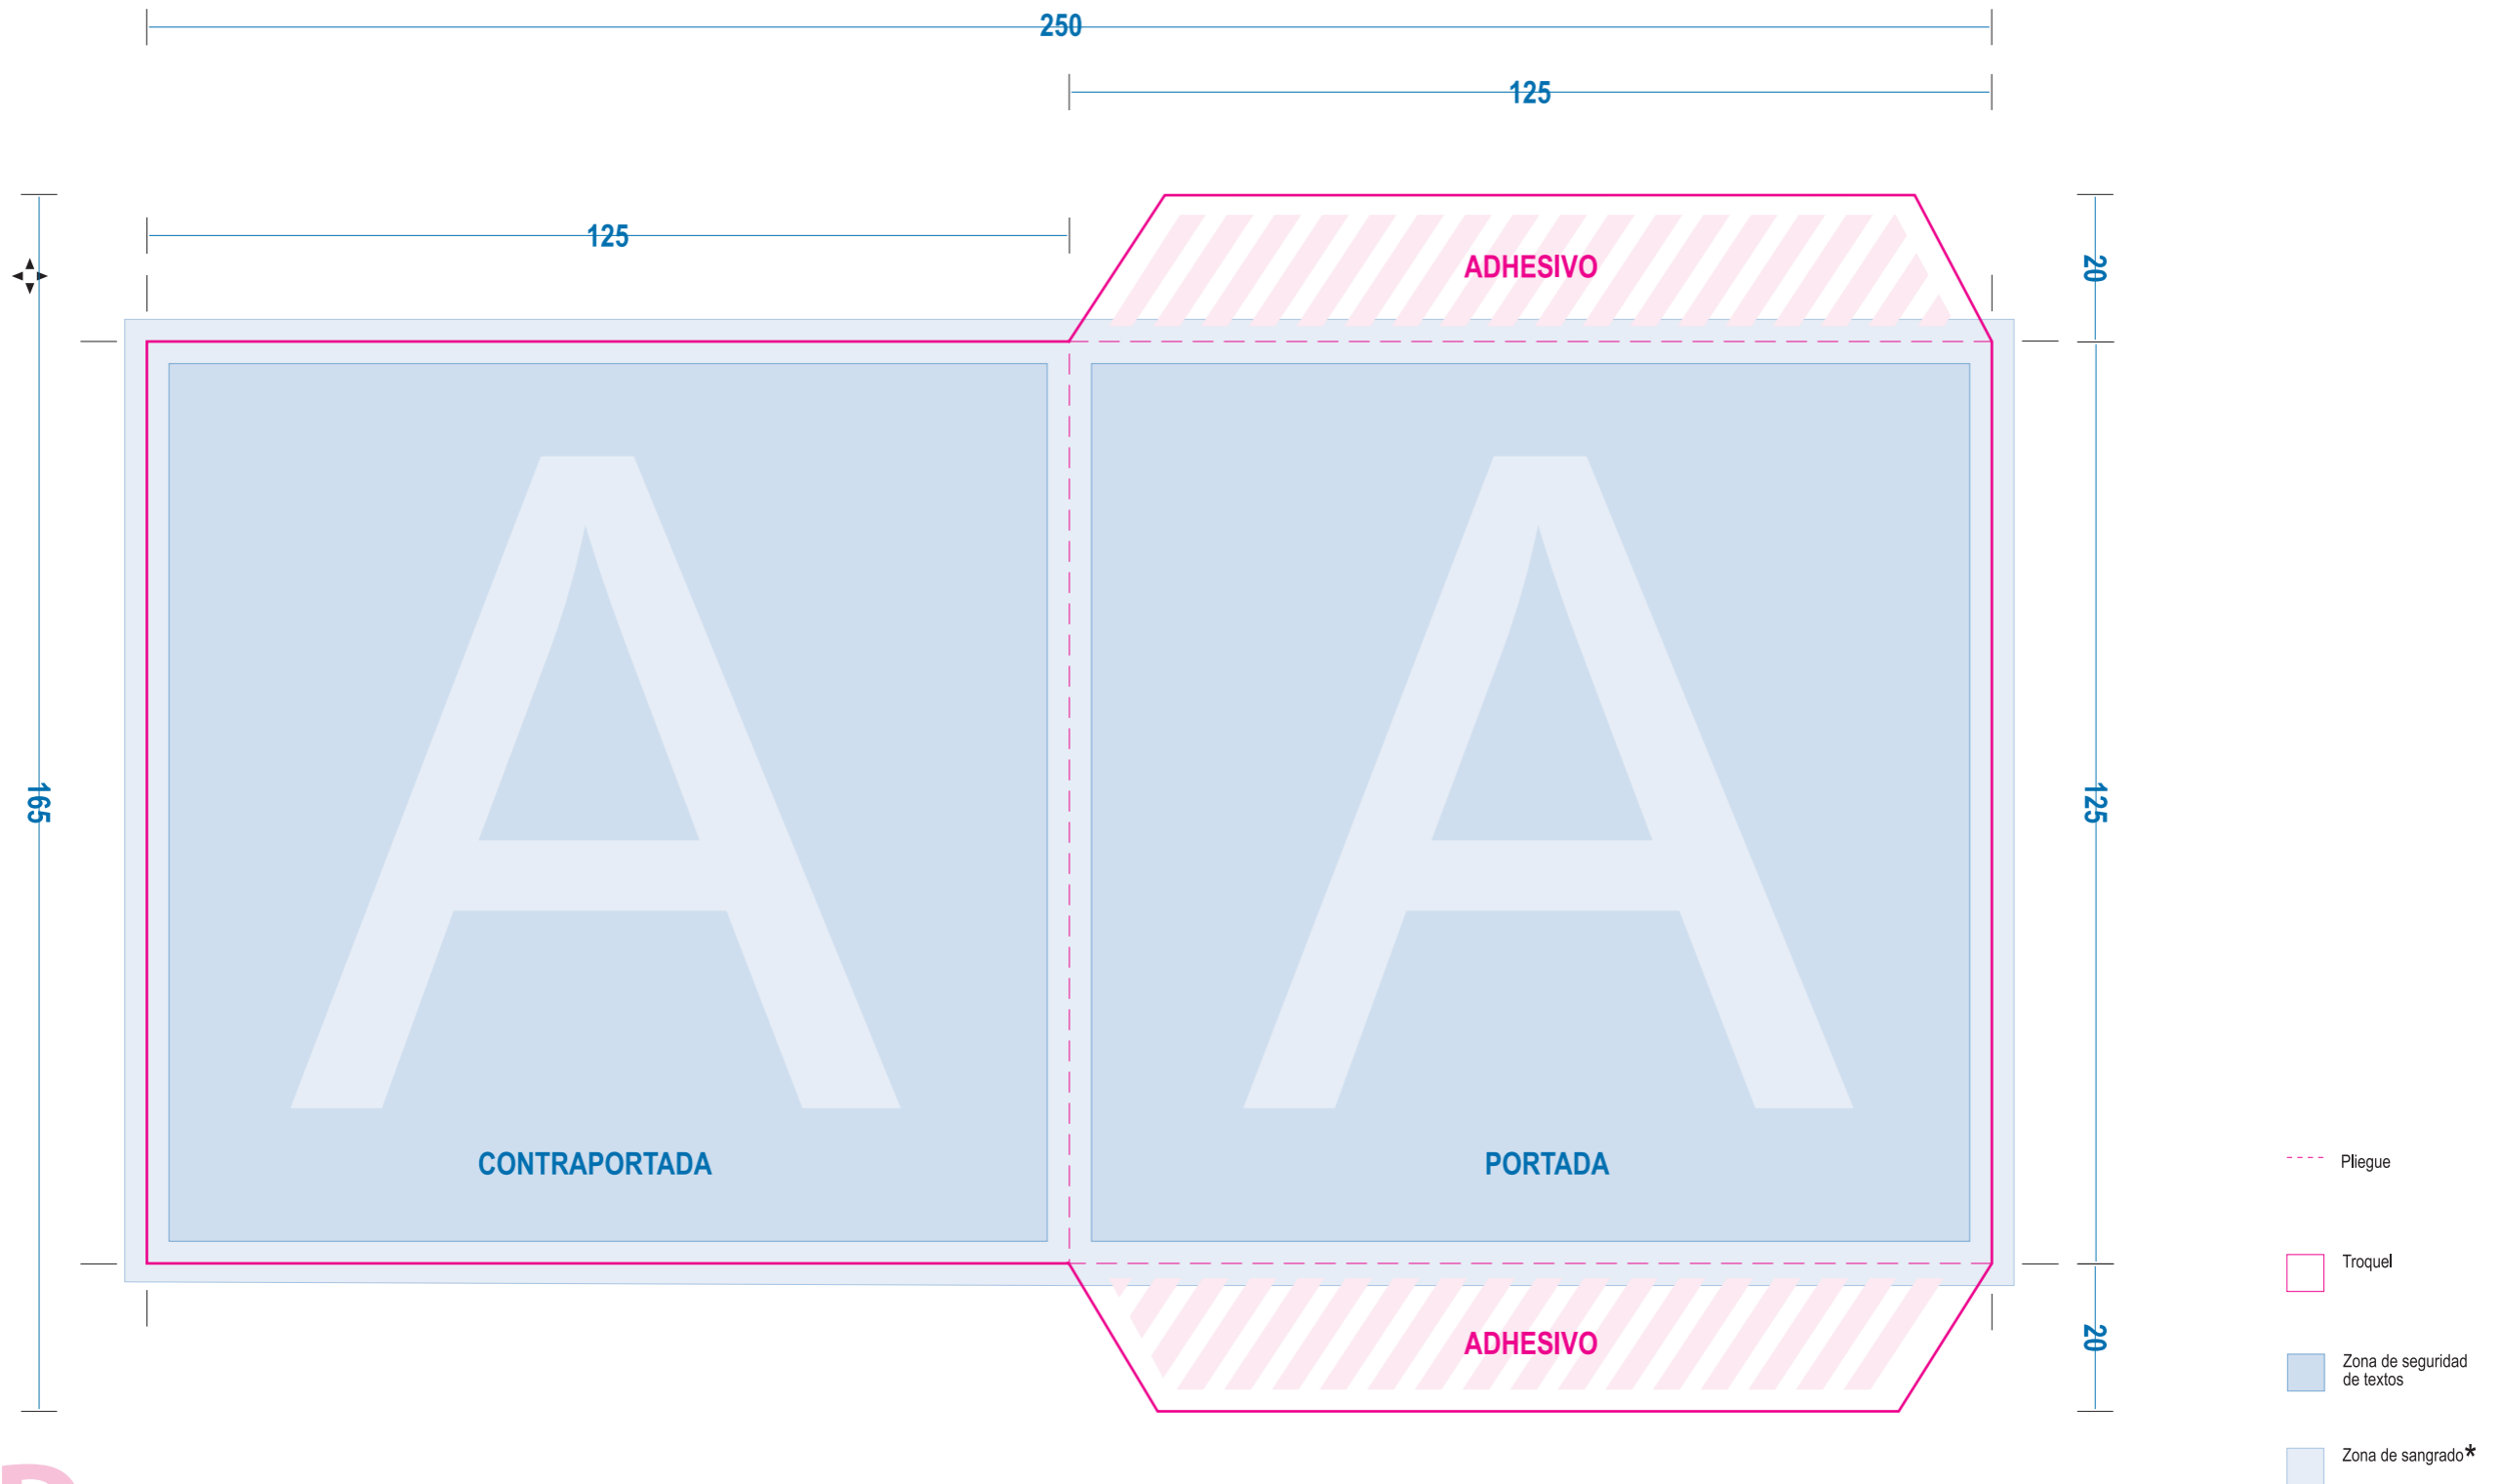 250
125
125
ADHESIVO
20
165
125
CONTRAPORTADA
PORTADA
Pliegue
Troquel
ADHESIVO
20
Zona de seguridad
de textos
Zona de sangrado*